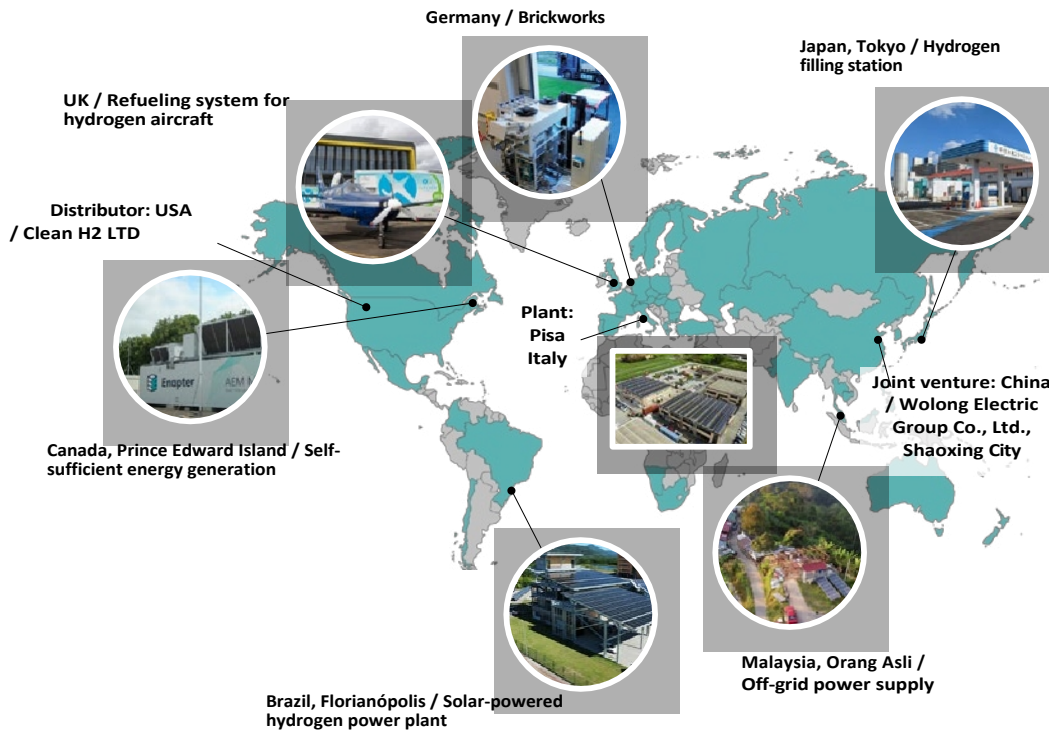 Germany / Brickworks
Japan, Tokyo / Hydrogen
filling station
UK / Refueling system for
hydrogen aircraft
Distributor: USA
/ Clean H2 LTD
Plant:
Pisa
Italy
Enapter
AEM
Joint venture: China
/ Wolong Electric
Group Co., Ltd.,
Shaoxing City
Canada, Prince Edward Island / Self-
sufficient energy generation
Malaysia, Orang Asli /
Off-grid power supply
Brazil, Florianópolis / Solar-powered
hydrogen power plant